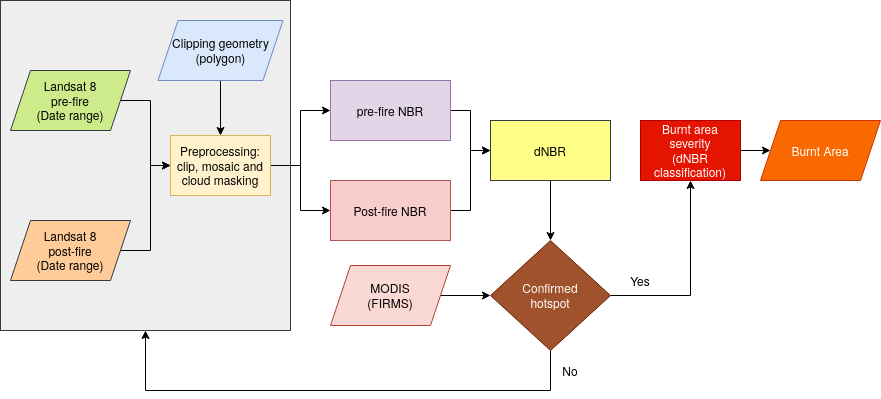 Clipping geometry
(polygon)
Landsat 8
pre-fire
(Date range)
Preprocessing:
clip, mosaic and
cloud masking
Landsat 8
post-fire
(Date range)
pre-fire NBR
Post-fire NBR
dNBR
MODIS
(FIRMS)
Confirmed
hotspot
Yes
No
Burnt area
severity
(dNBR
classification)
Burnt Area